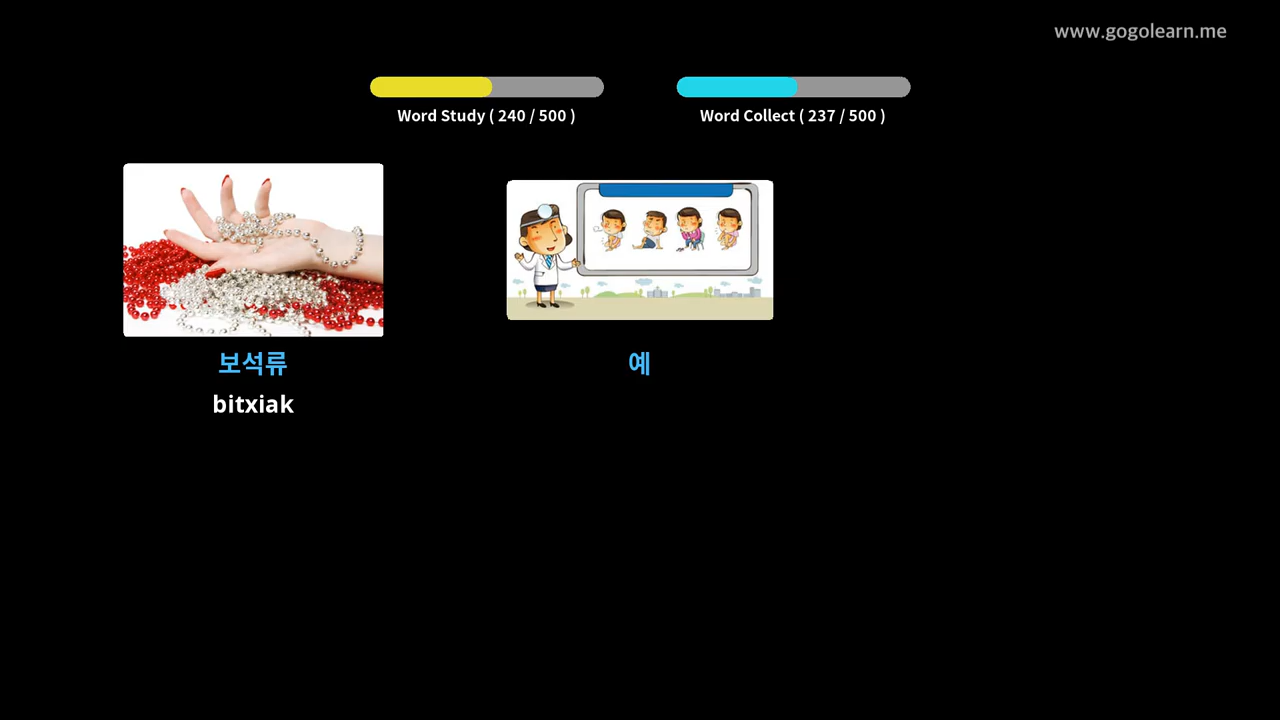 www.gogolearn.me
Word Study ( 240 / 500 )
Word Collect ( 237 / 500 )
보석류
bitxiak
예